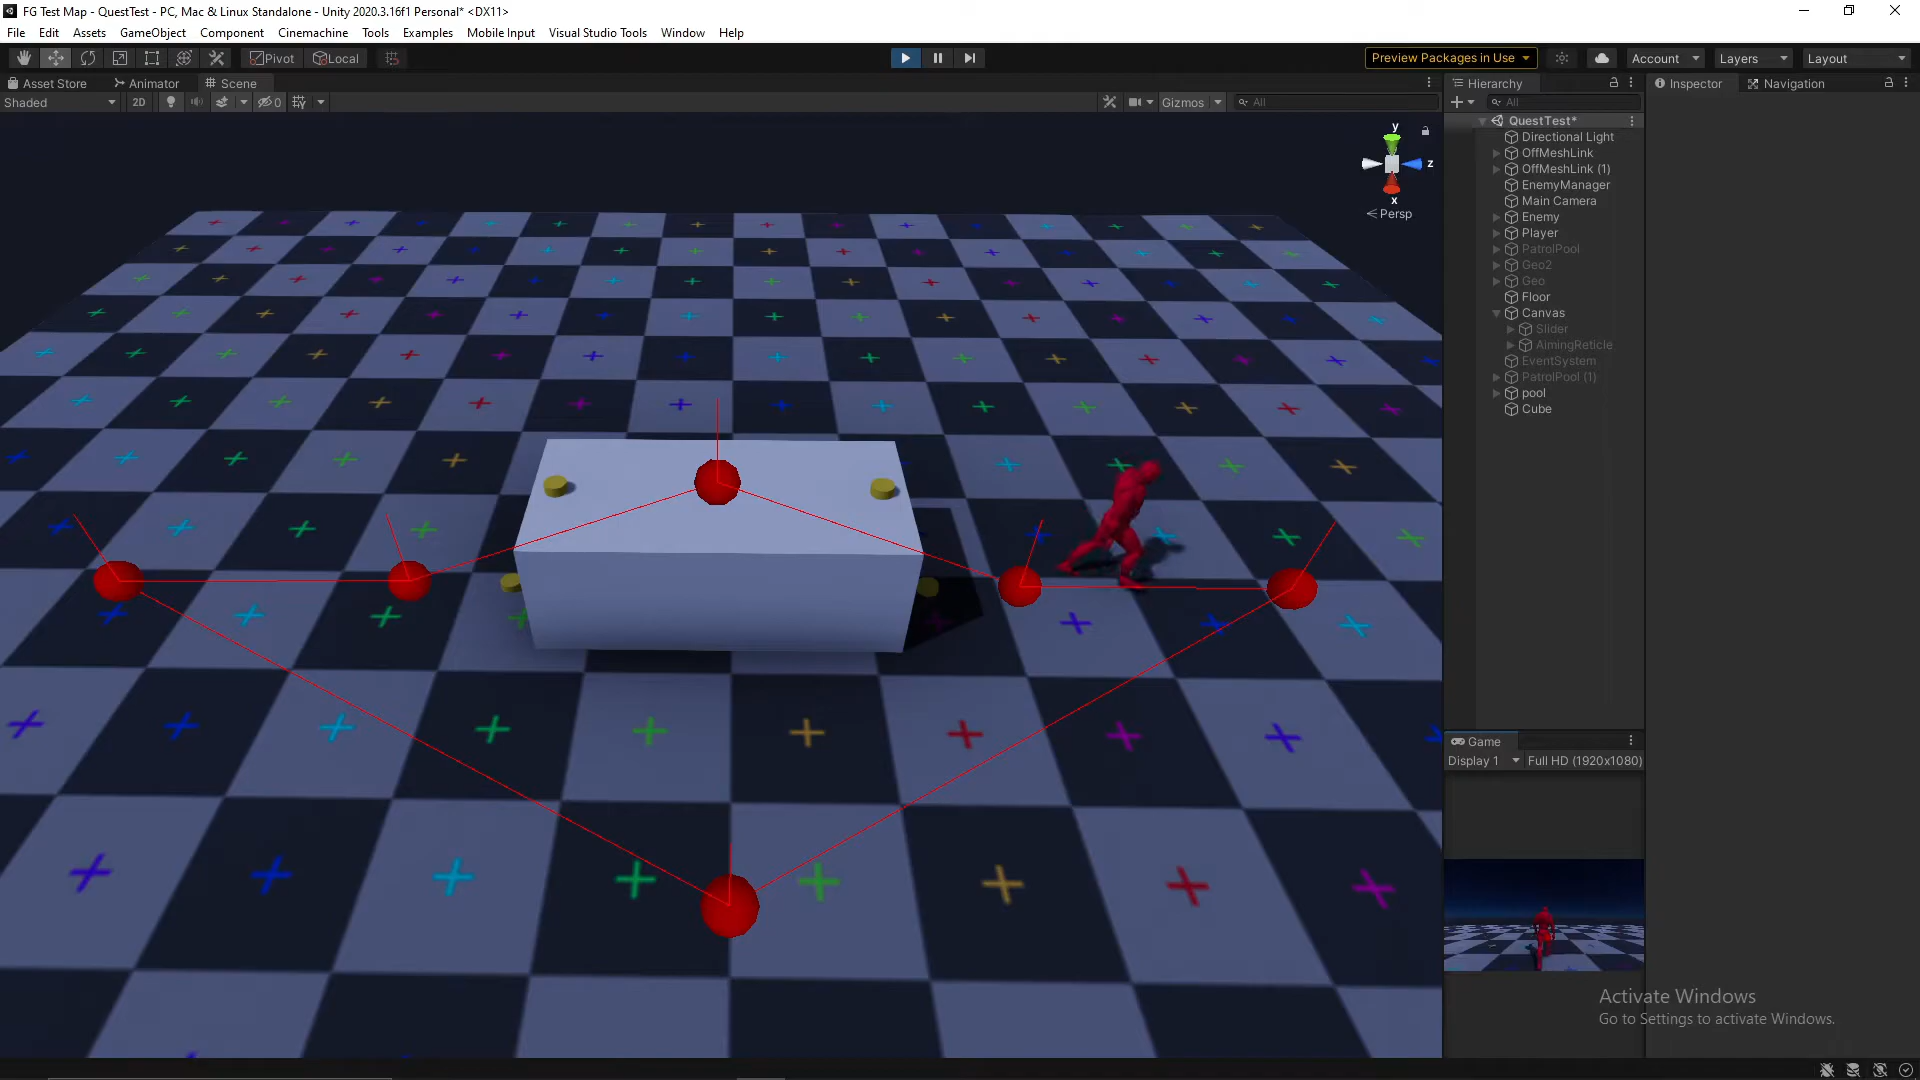 FG Test Map - QuestTest - PC, Mac & Linux Standalone - Unity 2020.3.16f1 Personal* <DX11>
File Edit Assets GameObject Component Cinemachine Tools Examples Mobile Input Visual Studio Tools Window Help
Pivot Local Preview Packages in Use Account Layers Layout
Asset Store Animator Scene
Shaded 2D 0 Gizmos All
y
z
x
Persp
Hierarchy
All
QuestTest*
Directional Light
OffMeshLink
OffMeshLink (1)
EnemyManager
Main Camera
Enemy
Player
PatrolPool
Geo2
Geo
Floor
Canvas
Slider
AimingReticle
EventSystem
PatrolPool (1)
pool
Cube
Game
Display 1 Full HD (1920x1080)
Inspector Navigation
Activate Windows
Go to Settings to activate Windows.